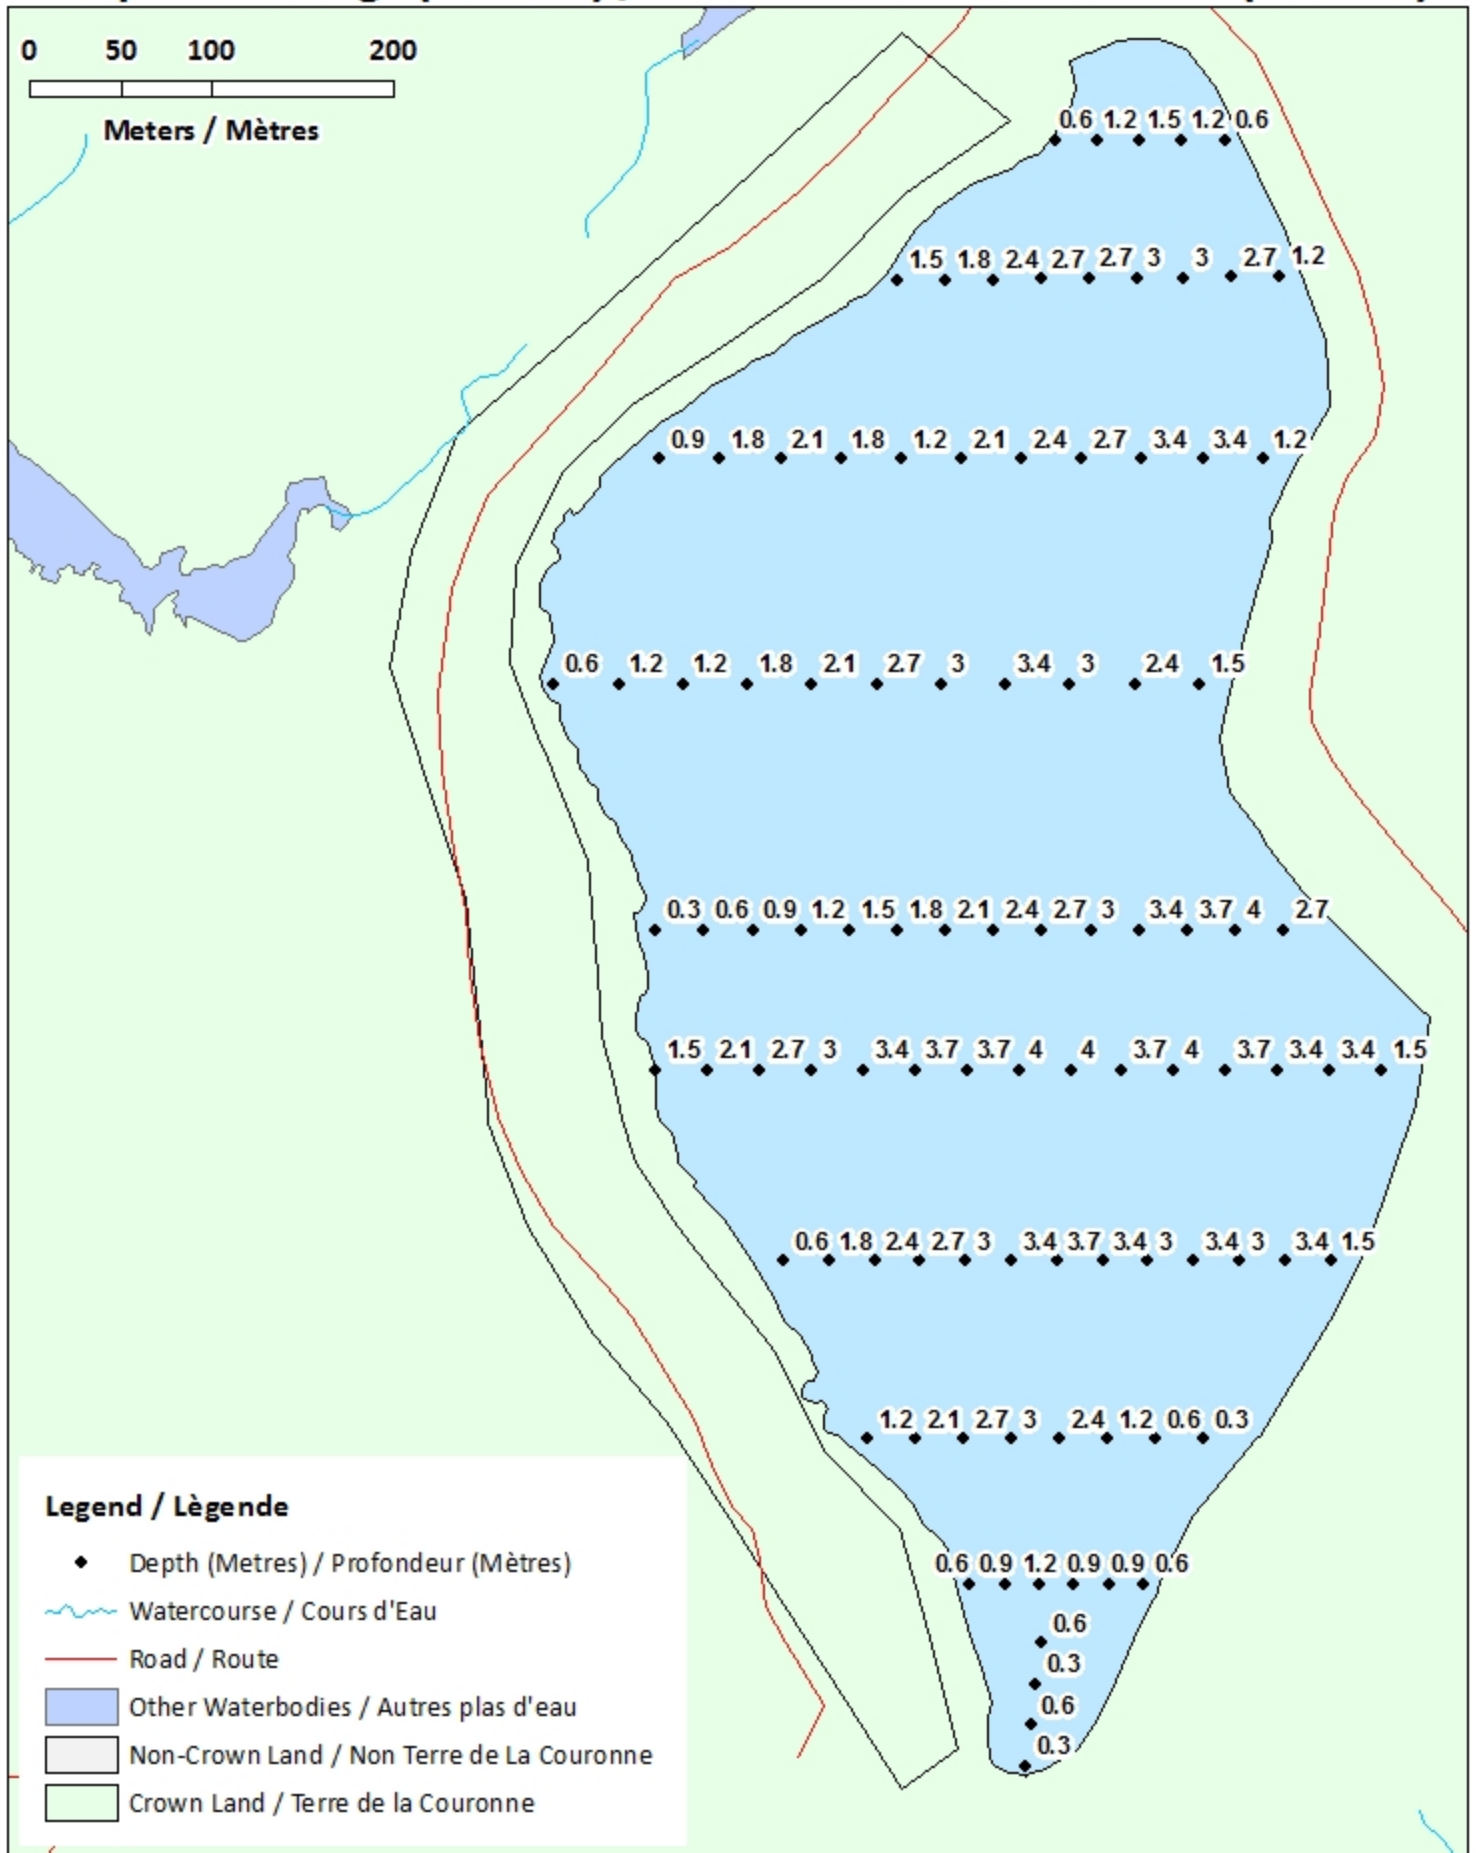 0 50 100 200
Meters / Mètres
0.6 1.2 1.5 1.2 0.6
1.5 1.8 2.4 2.7 2.7 3 3 2.7 1.2
0.9 1.8 2.1 1.8 1.2 2.1 2.4 2.7 3.4 3.4 1.2
0.6 1.2 1.2 1.8 2.1 2.7 3 3.4 3 2.4 1.5
0.3 0.6 0.9 1.2 1.5 1.8 2.1 2.4 2.7 3 3.4 3.7 4 2.7
1.5 2.1 2.7 3 3.4 3.7 3.7 4 4 3.7 4 3.7 3.4 3.4 1.5
0.6 1.8 2.4 2.7 3 3.4 3.7 3.4 3 3.4 3 3.4 1.5
1.2 2.1 2.7 3 2.4 1.2 0.6 0.3
0.6 0.9 1.2 0.9 0.9 0.6
0.6
0.3
0.6
0.3
Legend / Lègende
Depth (Metres) / Profondeur (Mètres)
Watercourse / Cours d'Eau
Road / Route
Other Waterbodies / Autres plas d'eau
Non-Crown Land / Non Terre de La Couronne
Crown Land / Terre de la Couronne